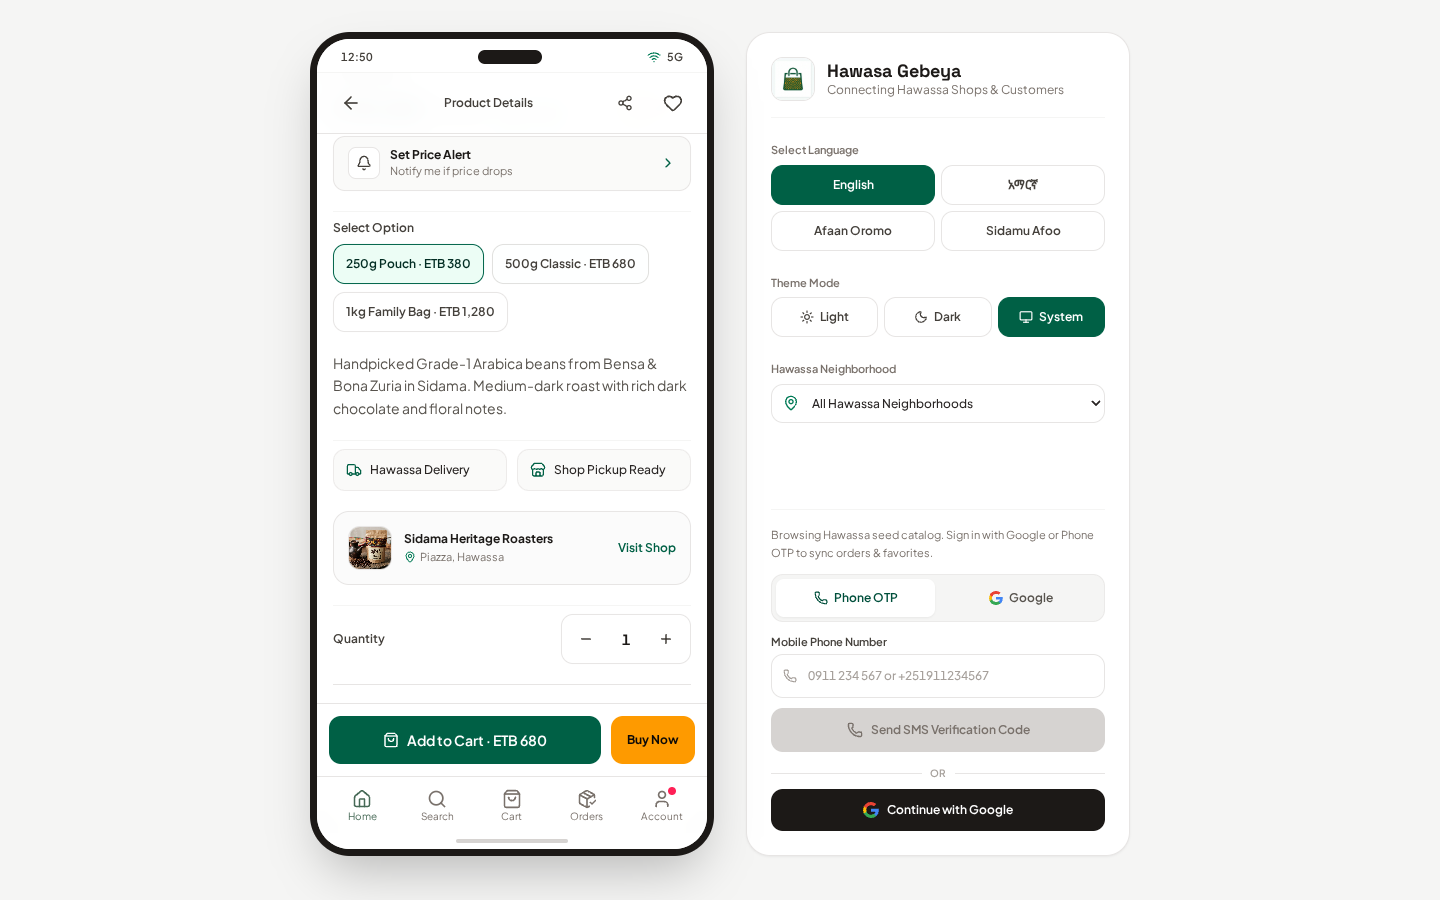 12:50
5G
Product Details
Set Price Alert
Notify me if price drops
Select Option
250g Pouch · ETB 380
500g Classic · ETB 680
1kg Family Bag · ETB 1,280
Handpicked Grade-1 Arabica beans from Bensa &
Bona Zuria in Sidama. Medium-dark roast with rich dark
chocolate and floral notes.
Hawassa Delivery
Shop Pickup Ready
Sidama Heritage Roasters
Piazza, Hawassa
Visit Shop
Quantity
1
Add to Cart · ETB 680
Buy Now
Home
Search
Cart
Orders
Account
Hawasa Gebeya
Connecting Hawassa Shops & Customers
Select Language
English
አማርኛ
Afaan Oromo
Sidamu Afoo
Theme Mode
Light
Dark
System
Hawassa Neighborhood
All Hawassa Neighborhoods
Browsing Hawassa seed catalog. Sign in with Google or Phone
OTP to sync orders & favorites.
Phone OTP
Google
Mobile Phone Number
0911 234 567 or +251911234567
Send SMS Verification Code
OR
Continue with Google